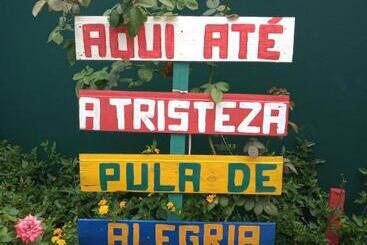 AQUI ATÉ
A TRISTEZA
PULA DE
ALEGRIA